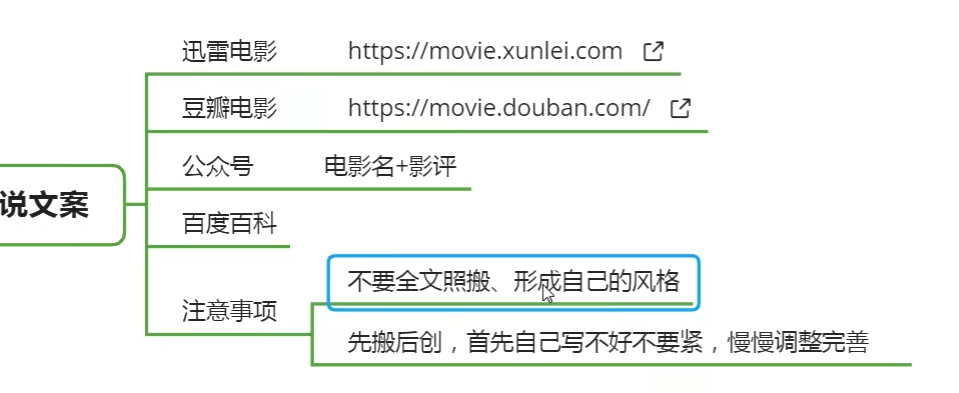 迅雷电影 https://movie.xunlei.com
豆瓣电影 https://movie.douban.com/
公众号 电影名+影评
说文案
百度百科
不要全文照搬、形成自己的风格
注意事项
先搬后创，首先自己写不好不要紧，慢慢调整完善